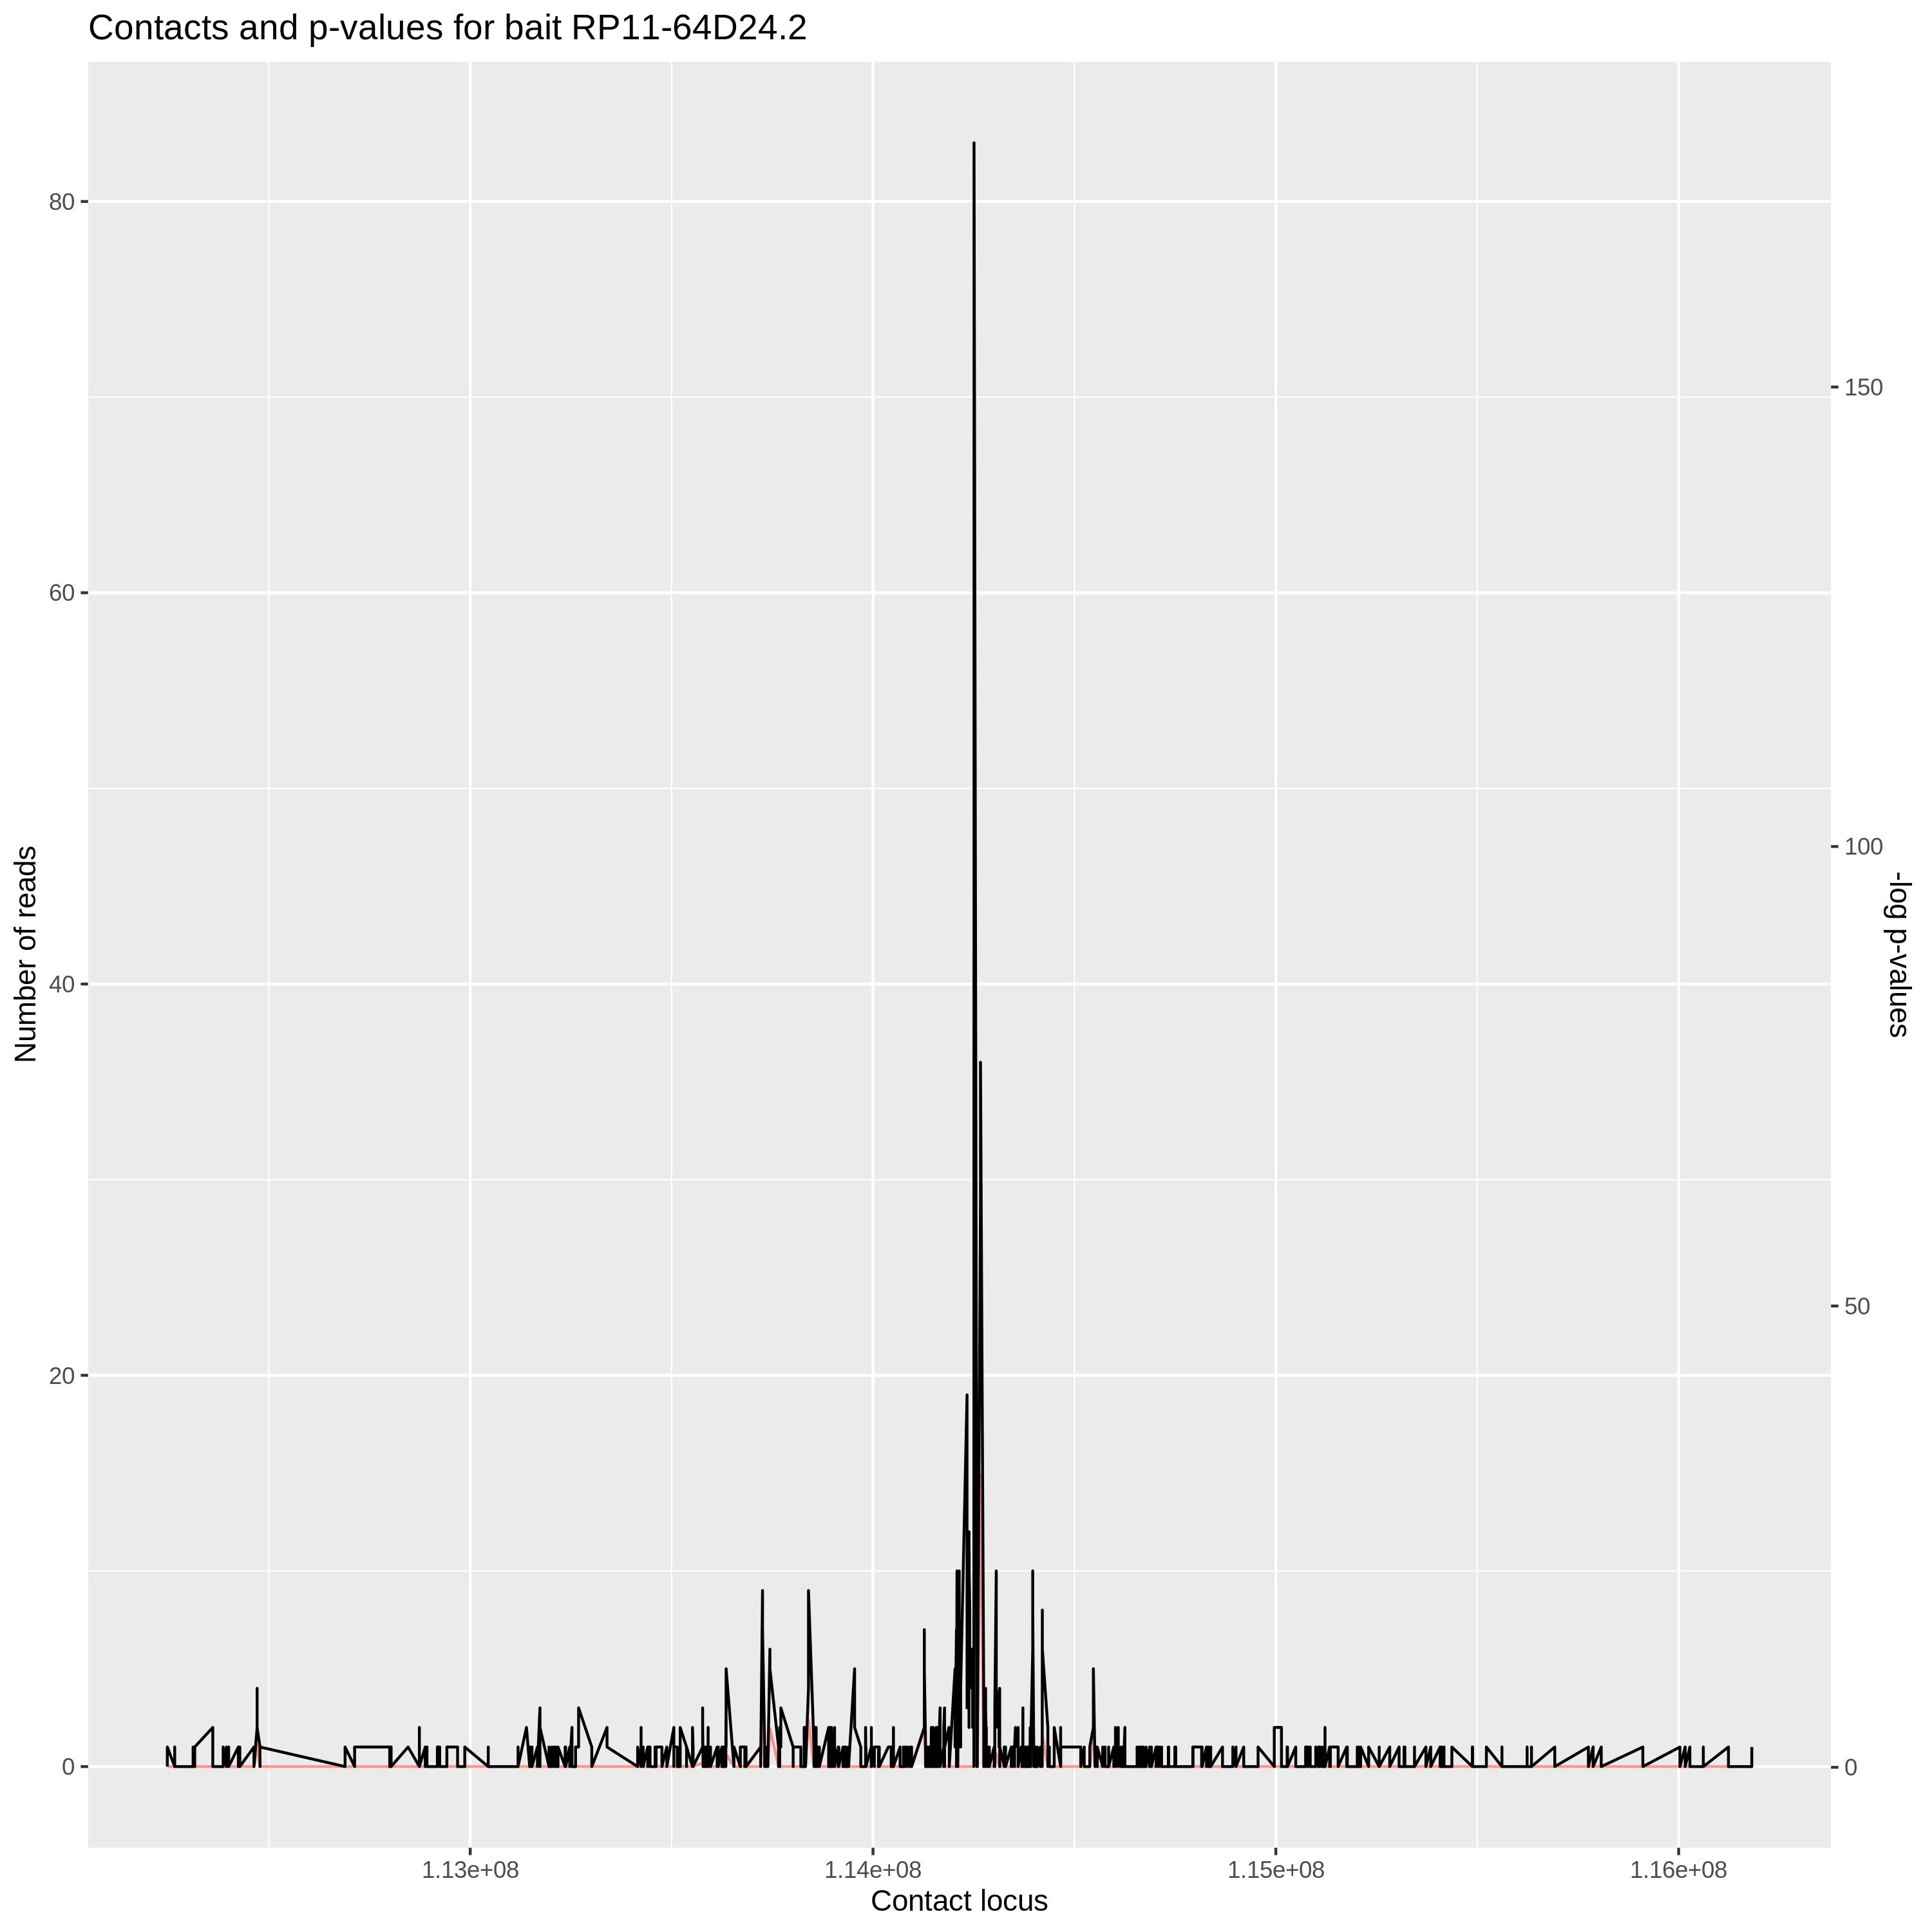 Contacts and p-values for bait RP11-64D24.2
80
60
40
20
0
Number of reads
150
100
50
0
-log p-values
1.13e+08
1.14e+08
1.15e+08
1.16e+08
Contact locus